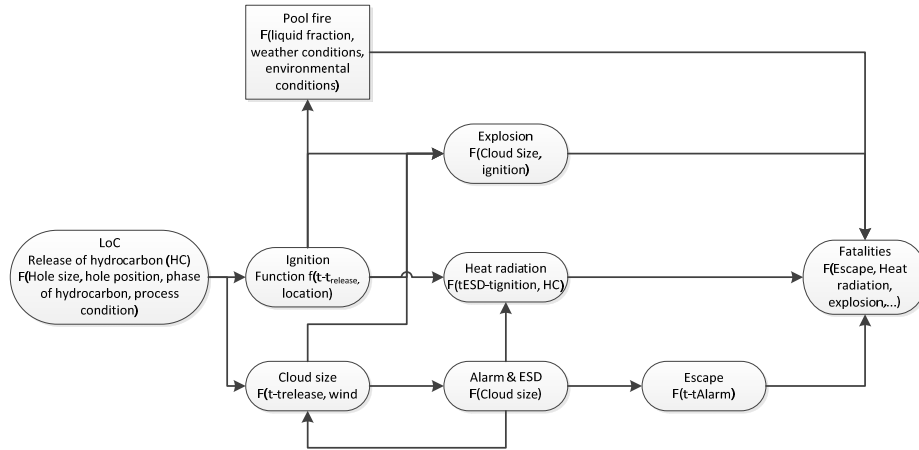 Pool fire
F(liquid fraction,
weather conditions,
environmental
conditions)
Explosion
F(Cloud Size,
ignition)
LoC
Release of hydrocarbon (HC)
F(Hole size, hole position, phase
of hydrocarbon, process
condition)
Ignition
Function f(t-t_release,
location)
Heat radiation
F(tESD-tignition, HC)
Fatalities
F(Escape, Heat
radiation,
explosion,...)
Cloud size
F(t-trelease, wind
Alarm & ESD
F(Cloud size)
Escape
F(t-tAlarm)